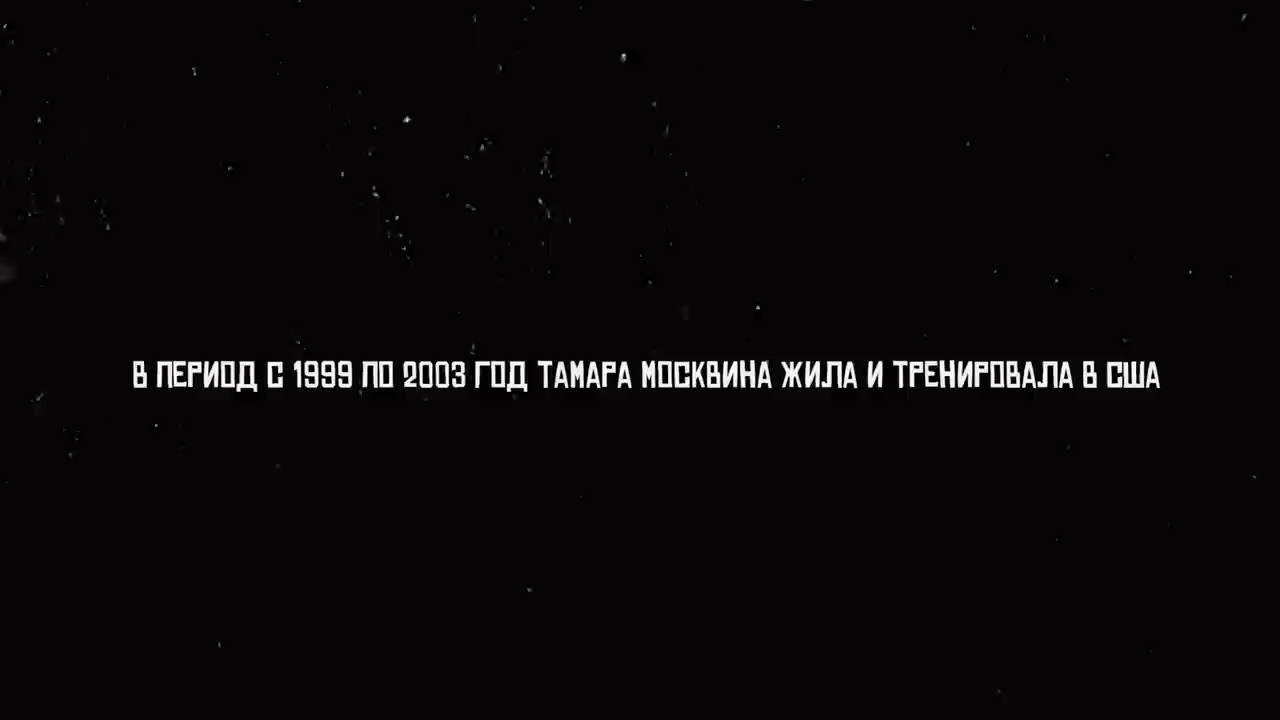 В ПЕРИОД С 1999 ПО 2003 ГОД ТАМАРА МОСКВИНА ЖИЛА И ТРЕНИРОВАЛА В США